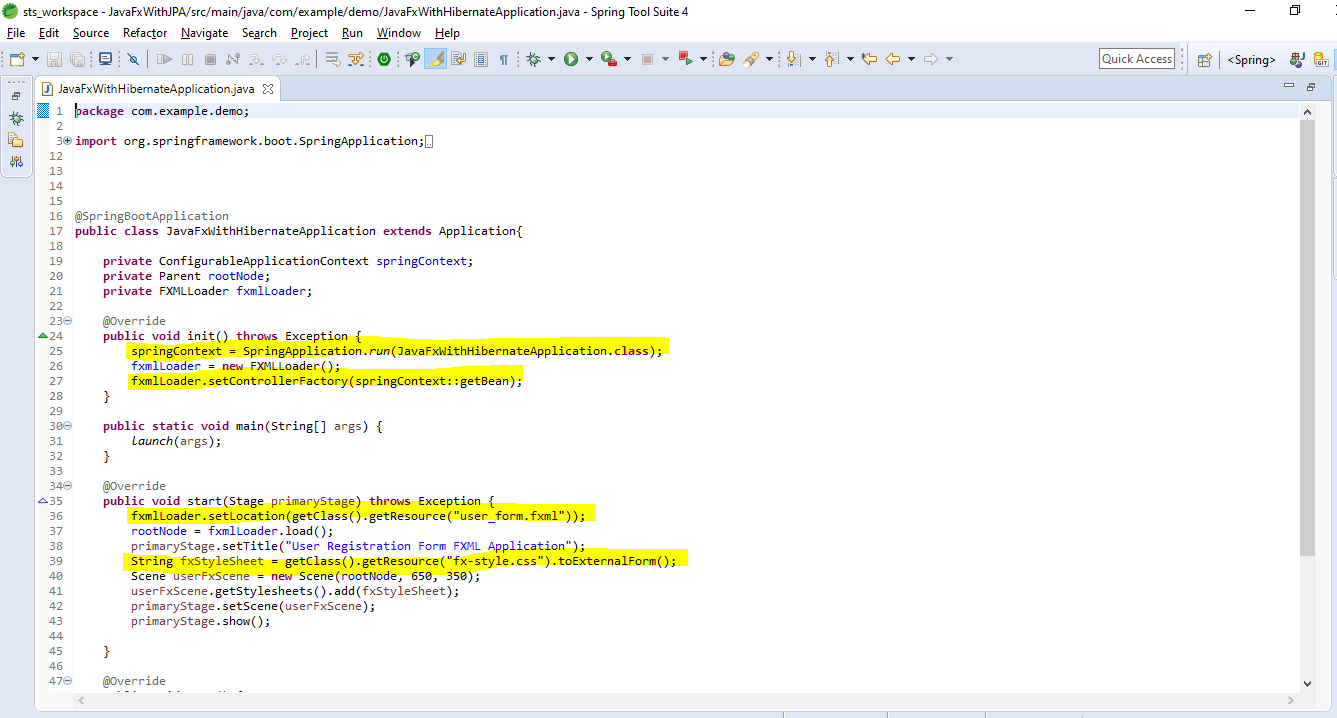 sts_workspace - JavaFxWithJPA/src/main/java/com/example/demo/JavaFxWithHibernateApplication.java - Spring Tool Suite 4
File Edit Source Refactor Navigate Search Project Run Window Help
Quick Access
<Spring>
JavaFxWithHibernateApplication.java
1 package com.example.demo;
2
3 import org.springframework.boot.SpringApplication;
12
13
14
15
16 @SpringBootApplication
17 public class JavaFxWithHibernateApplication extends Application{
18
19 private ConfigurableApplicationContext springContext;
20 private Parent rootNode;
21 private FXMLLoader fxmlLoader;
22
23 @Override
24 public void init() throws Exception {
25 springContext = SpringApplication.run(JavaFxWithHibernateApplication.class);
26 fxmlLoader = new FXMLLoader();
27 fxmlLoader.setControllerFactory(springContext::getBean);
28 }
29
30 public static void main(String[] args) {
31 launch(args);
32 }
33
34 @Override
35 public void start(Stage primaryStage) throws Exception {
36 fxmlLoader.setLocation(getClass().getResource("user_form.fxml"));
37 rootNode = fxmlLoader.load();
38 primaryStage.setTitle("User Registration Form FXML Application");
39 String fxStyleSheet = getClass().getResource("fx-style.css").toExternalForm();
40 Scene userFxScene = new Scene(rootNode, 650, 350);
41 userFxScene.getStylesheets().add(fxStyleSheet);
42 primaryStage.setScene(userFxScene);
43 primaryStage.show();
44
45 }
46
47 @Override